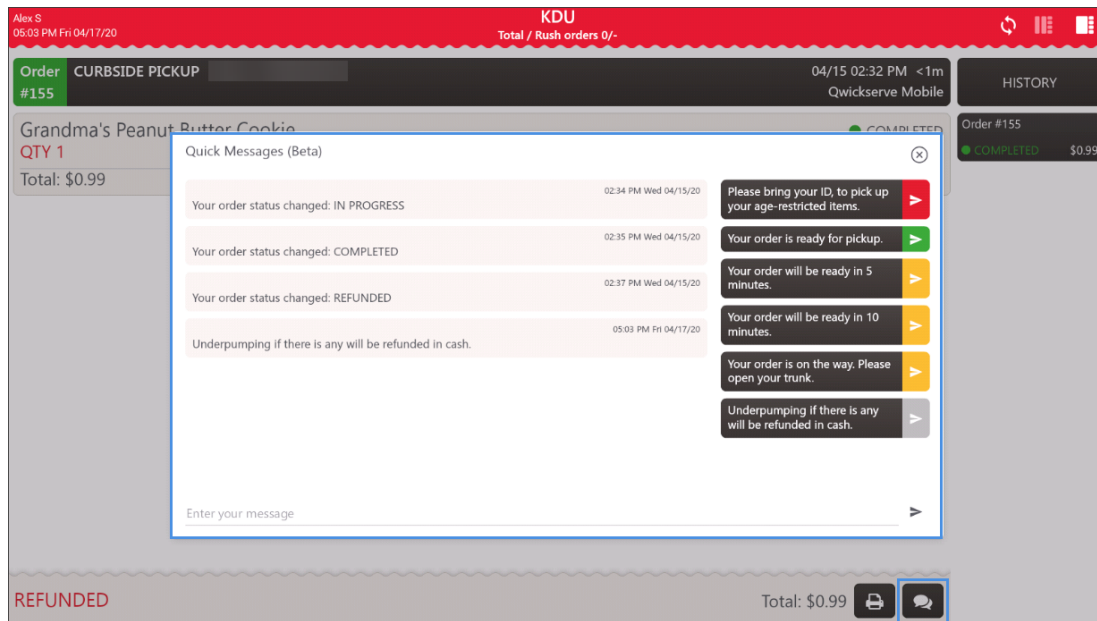 Alex S
05:03 PM Fri 04/17/20
KDU
Total / Rush orders 0/-
Order
#155
CURBSIDE PICKUP
04/15 02:32 PM <1m
Qwickserve Mobile
HISTORY
Order #155
COMPLETED $0.99
Grandma's Peanut Butter Cookie
COMPLETED
QTY 1
Total: $0.99
Quick Messages (Beta)
02:34 PM Wed 04/15/20
Your order status changed: IN PROGRESS
02:35 PM Wed 04/15/20
Your order status changed: COMPLETED
02:37 PM Wed 04/15/20
Your order status changed: REFUNDED
05:03 PM Fri 04/17/20
Underpumping if there is any will be refunded in cash.
Please bring your ID, to pick up
your age-restricted items.
Your order is ready for pickup.
Your order will be ready in 5
minutes.
Your order will be ready in 10
minutes.
Your order is on the way. Please
open your trunk.
Underpumping if there is any
will be refunded in cash.
Enter your message
REFUNDED
Total: $0.99